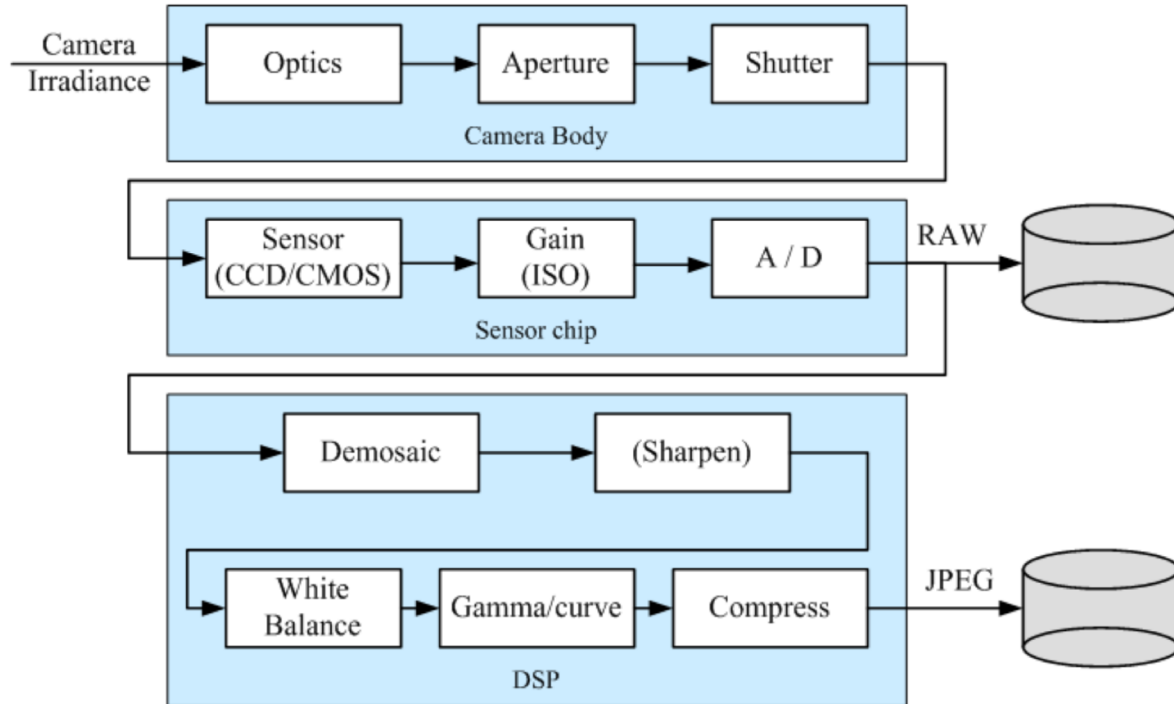 Camera
Irradiance
Optics
Aperture
Shutter
Camera Body
Sensor
(CCD/CMOS)
Gain
(ISO)
A / D
RAW
Sensor chip
Demosaic
(Sharpen)
White
Balance
Gamma/curve
Compress
JPEG
DSP